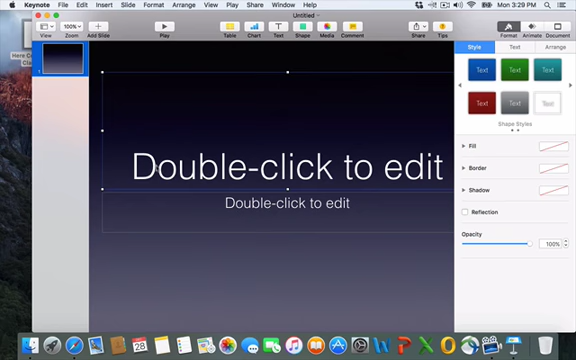 Keynote File Edit Insert Slide Format Arrange View Play Share Window Help Mon 3:29 PM
Untitled
100%
View Zoom Add Slide Play Table Chart Text Shape Media Comment Share Tips Format Animate Document
Style Text Arrange
Text Text Text
Text Text Text
Shape Styles
1
Double-click to edit
Double-click to edit
Fill
Border
Shadow
Reflection
Opacity
100%
28